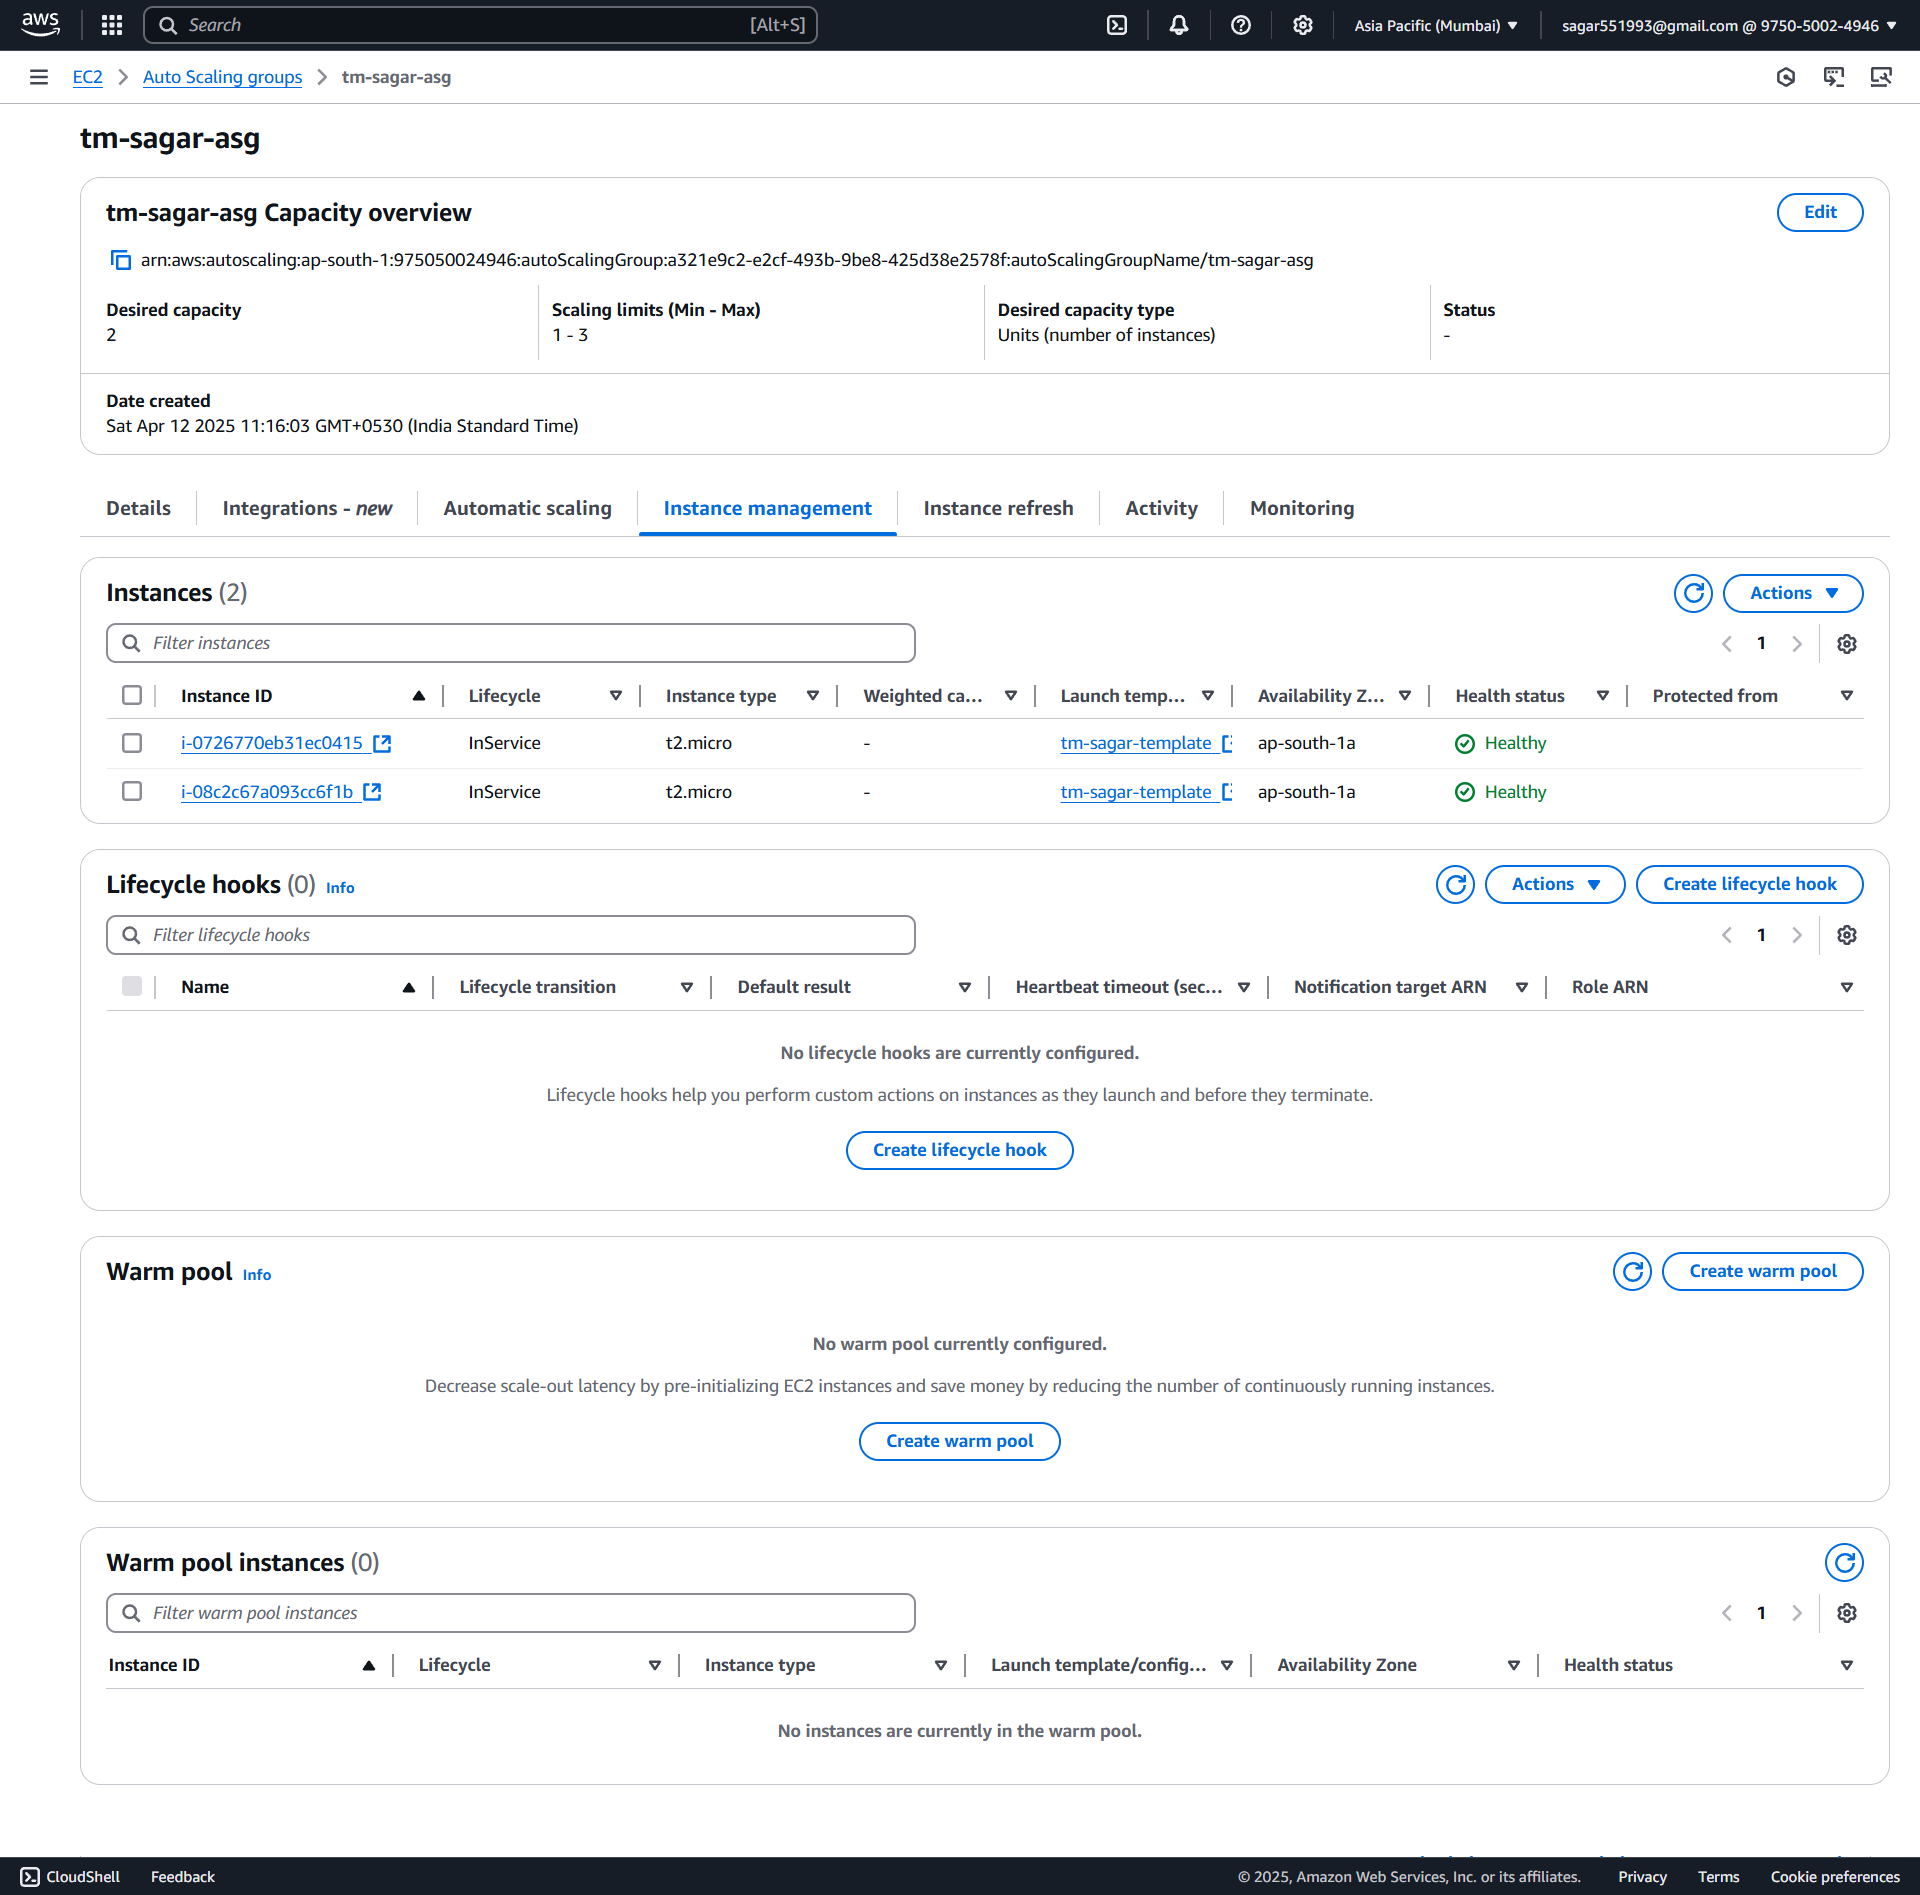 aws Search [Alt+S] Asia Pacific (Mumbai) sagar551993@gmail.com @ 9750-5002-4946
EC2 Auto Scaling groups tm-sagar-asg
tm-sagar-asg
tm-sagar-asg Capacity overview Edit
arn:aws:autoscaling:ap-south-1:975050024946:autoScalingGroup:a321e9c2-e2cf-493b-9be8-425d38e2578f:autoScalingGroupName/tm-sagar-asg
Desired capacity Scaling limits (Min - Max) Desired capacity type Status
2 1 - 3 Units (number of instances) -
Date created
Sat Apr 12 2025 11:16:03 GMT+0530 (India Standard Time)
Details Integrations - new Automatic scaling Instance management Instance refresh Activity Monitoring
Instances (2) Actions
Filter instances 1
Instance ID Lifecycle Instance type Weighted ca... Launch temp... Availability Z... Health status Protected from
i-0726770eb31ec0415 InService t2.micro - tm-sagar-template ap-south-1a Healthy
i-08c2c67a093cc6f1b InService t2.micro - tm-sagar-template ap-south-1a Healthy
Lifecycle hooks (0) Info Actions Create lifecycle hook
Filter lifecycle hooks 1
Name Lifecycle transition Default result Heartbeat timeout (sec... Notification target ARN Role ARN
No lifecycle hooks are currently configured.
Lifecycle hooks help you perform custom actions on instances as they launch and before they terminate.
Create lifecycle hook
Warm pool Info Create warm pool
No warm pool currently configured.
Decrease scale-out latency by pre-initializing EC2 instances and save money by reducing the number of continuously running instances.
Create warm pool
Warm pool instances (0)
Filter warm pool instances 1
Instance ID Lifecycle Instance type Launch template/config... Availability Zone Health status
No instances are currently in the warm pool.
CloudShell Feedback © 2025, Amazon Web Services, Inc. or its affiliates. Privacy Terms Cookie preferences